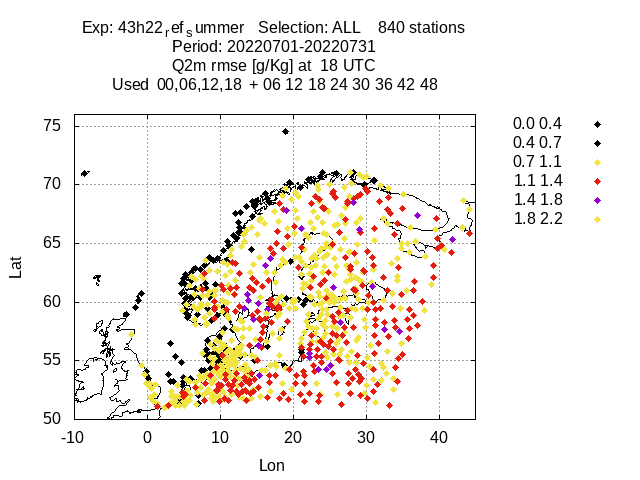 Exp: 43h22refsummer Selection: ALL 840 stations
Period: 20220701-20220731
Q2m rmse [g/Kg] at 18 UTC
Used 00,06,12,18 + 06 12 18 24 30 36 42 48
75
70
65
60
55
50
-10 0 10 20 30 40
Lat
Lon
0.0 0.4
0.4 0.7
0.7 1.1
1.1 1.4
1.4 1.8
1.8 2.2